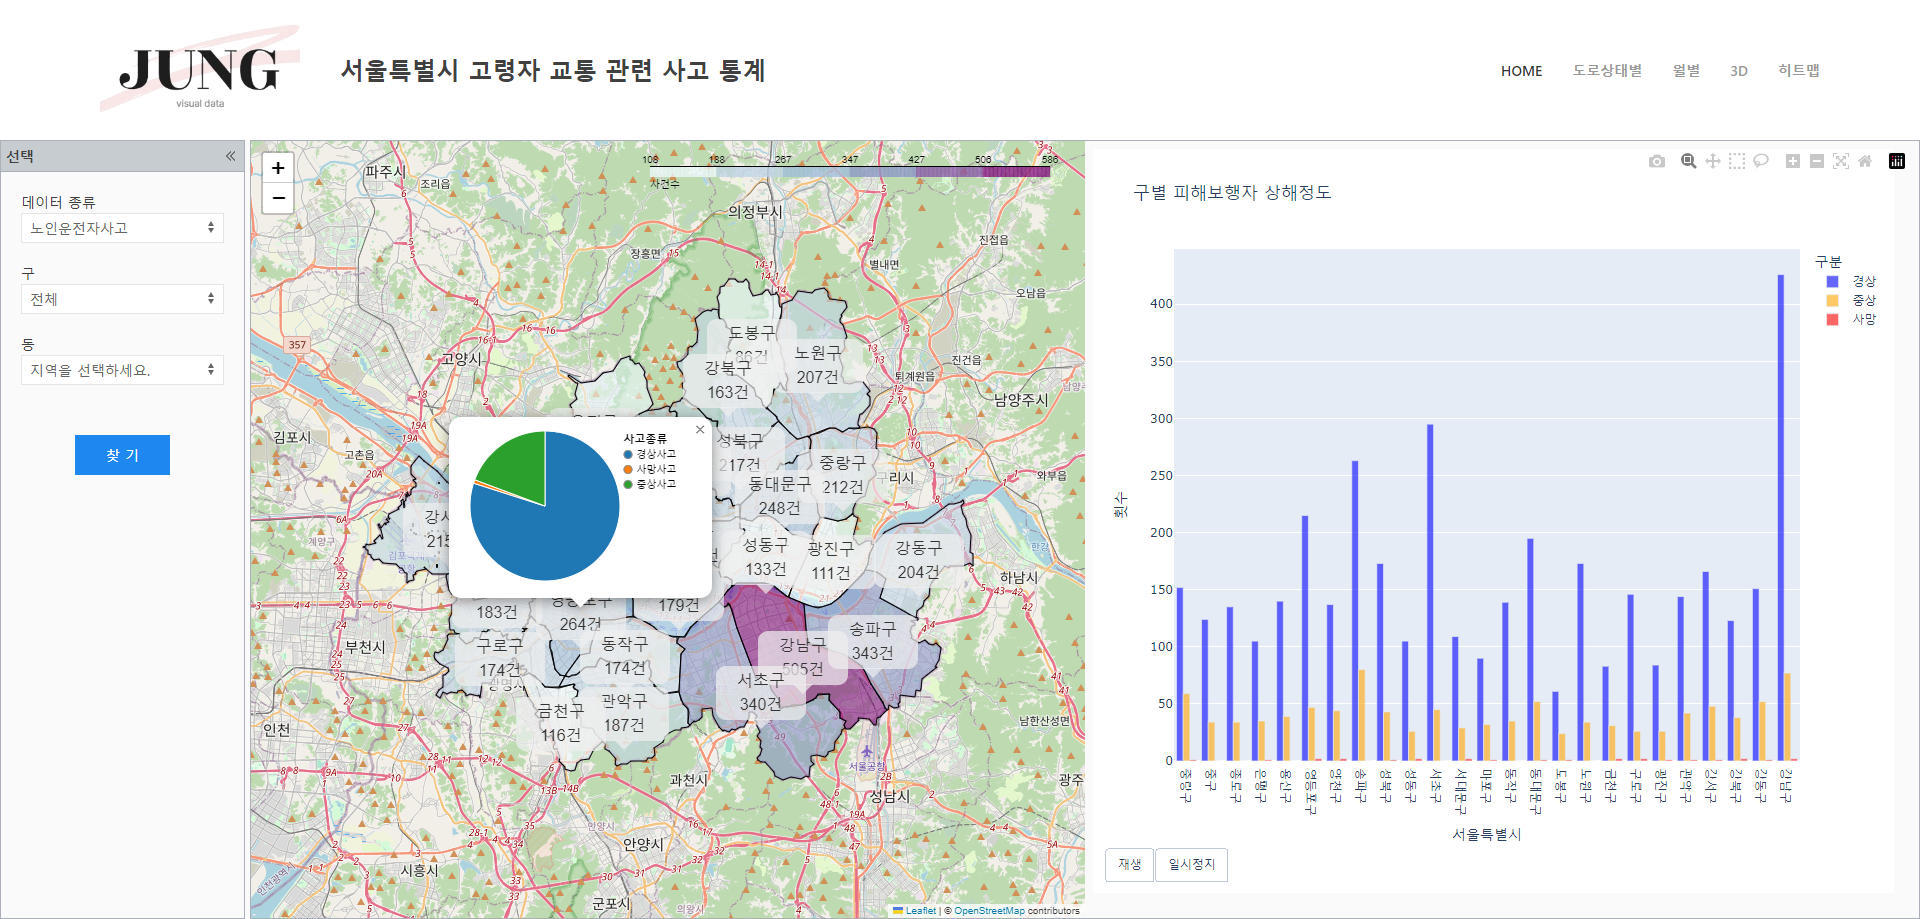 JUNG
visual data
서울특별시 고령자 교통 관련 사고 통계
HOME
도로상태별
월별
3D
히트맵
선택
데이터 종류
노인운전자사고
구
전체
동
지역을 선택하세요.
찾 기
+
−
108 188 267 347 427 506 586
사건수
파주시
조리읍
의정부시
장흥면
진접읍
별내면
오남읍
357
고양시
진건읍
퇴계원읍
남양주시
도봉구
86건
노원구
207건
강북구
163건
김포시
고촌읍
성북구
217건
중랑구
212건
구리시
와부읍
동대문구
248건
사고종류
경상사고
사망사고
중상사고
성동구
133건
광진구
111건
강동구
204건
하남시
183건
179건
영등포구
264건
부천시
구로구
174건
동작구
174건
강남구
505건
송파구
343건
서초구
340건
금천구
116건
관악구
187건
인천
남한산성면
서울공항
과천시
광주
성남시
안양시
시흥시
군포시
의왕시
Leaflet | © OpenStreetMap contributors
구별 피해보행자 상해정도
구분
경상
중상
사망
횟수
400
350
300
250
200
150
100
50
0
중랑구
중구
종로구
은평구
용산구
영등포구
양천구
송파구
성북구
성동구
서초구
서대문구
마포구
동작구
동대문구
도봉구
노원구
금천구
구로구
광진구
관악구
강서구
강북구
강동구
강남구
서울특별시
재생
일시정지